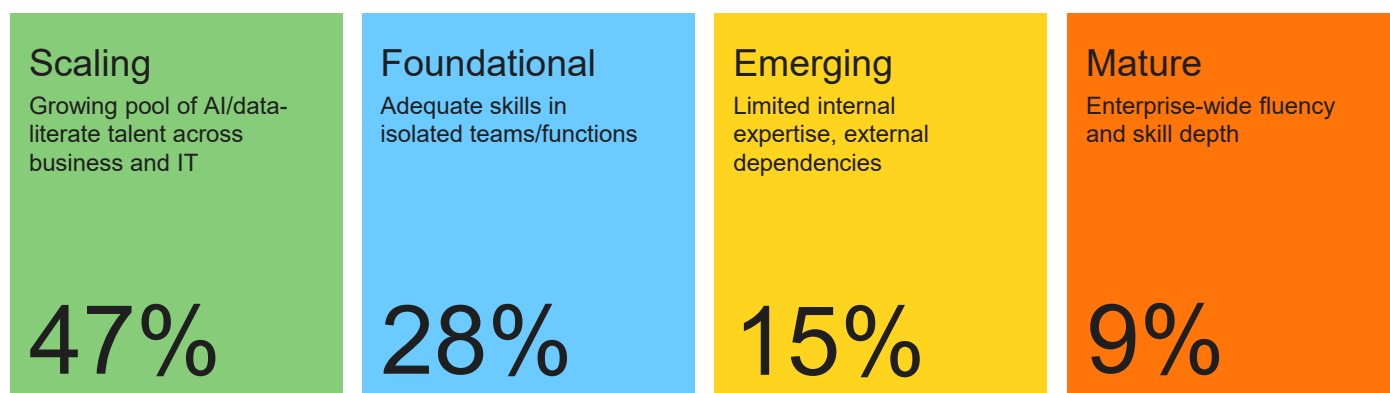 Scaling
Growing pool of AI/data-
literate talent across
business and IT
47%
Foundational
Adequate skills in
isolated teams/functions
28%
Emerging
Limited internal
expertise, external
dependencies
15%
Mature
Enterprise-wide fluency
and skill depth
9%